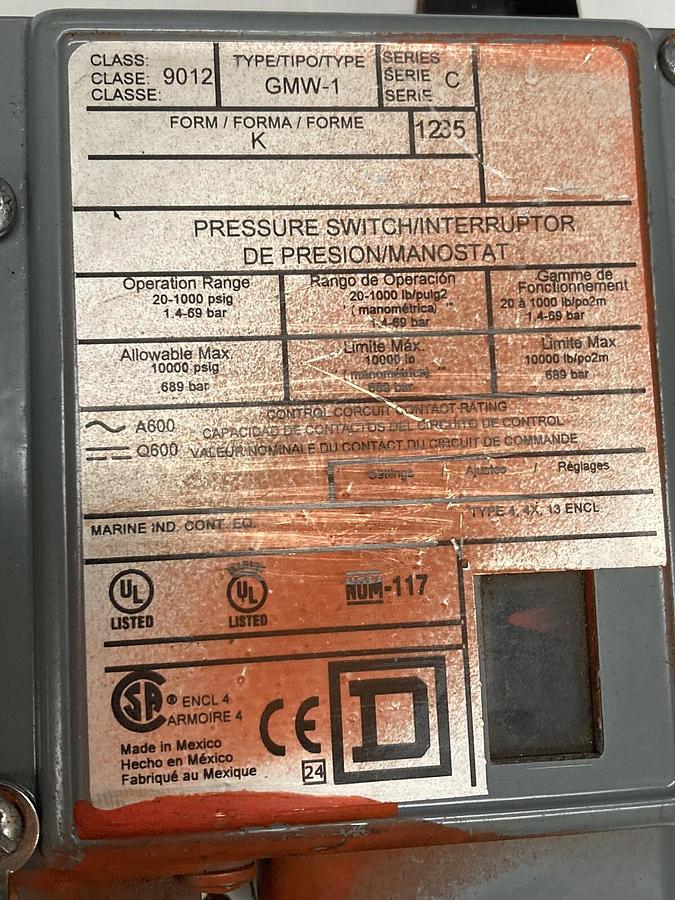 CLASS:
CLASE: 9012
CLASSE:
TYPE/TIPO/TYPE
GMW-1
SERIES
SERIE C
SERIE
FORM / FORMA / FORME
K
1235
PRESSURE SWITCH/INTERRUPTOR
DE PRESION/MANOSTAT
Operation Range
20-1000 psig
1.4-69 bar
Rango de Operación
20-1000 lb/pulg2
" ( manométrica) "
1.4-69 bar
Gamme de
Fonctionnement
20 à 1000 lb/po2m
1.4-69 bar
Allowable Max.
10000 psig
689 bar
Limite Máx.
10000 lb
(manométrica)
689 bar
Limite Max
10000 lb/po2m
689 bar
A600
Q600
CONTROL CORCUIT CONTACT RATING
CAPACIDAD DE CONTACTOS DEL CIRCUITO DE CONTROL
VALEUR NOMINALE DU CONTACT DU CIRCUIT DE COMMANDE
Settings Ajustes / Réglages
MARINE IND. CONT. EQ.
TYPE 4, 4X, 13 ENCL
UL
LISTED
MARINE
UL
LISTED
NOM-117
SA ® ENCL 4
ARMOIRE 4
CE
D
Made in Mexico
Hecho en México
Fabriqué au Mexique
24